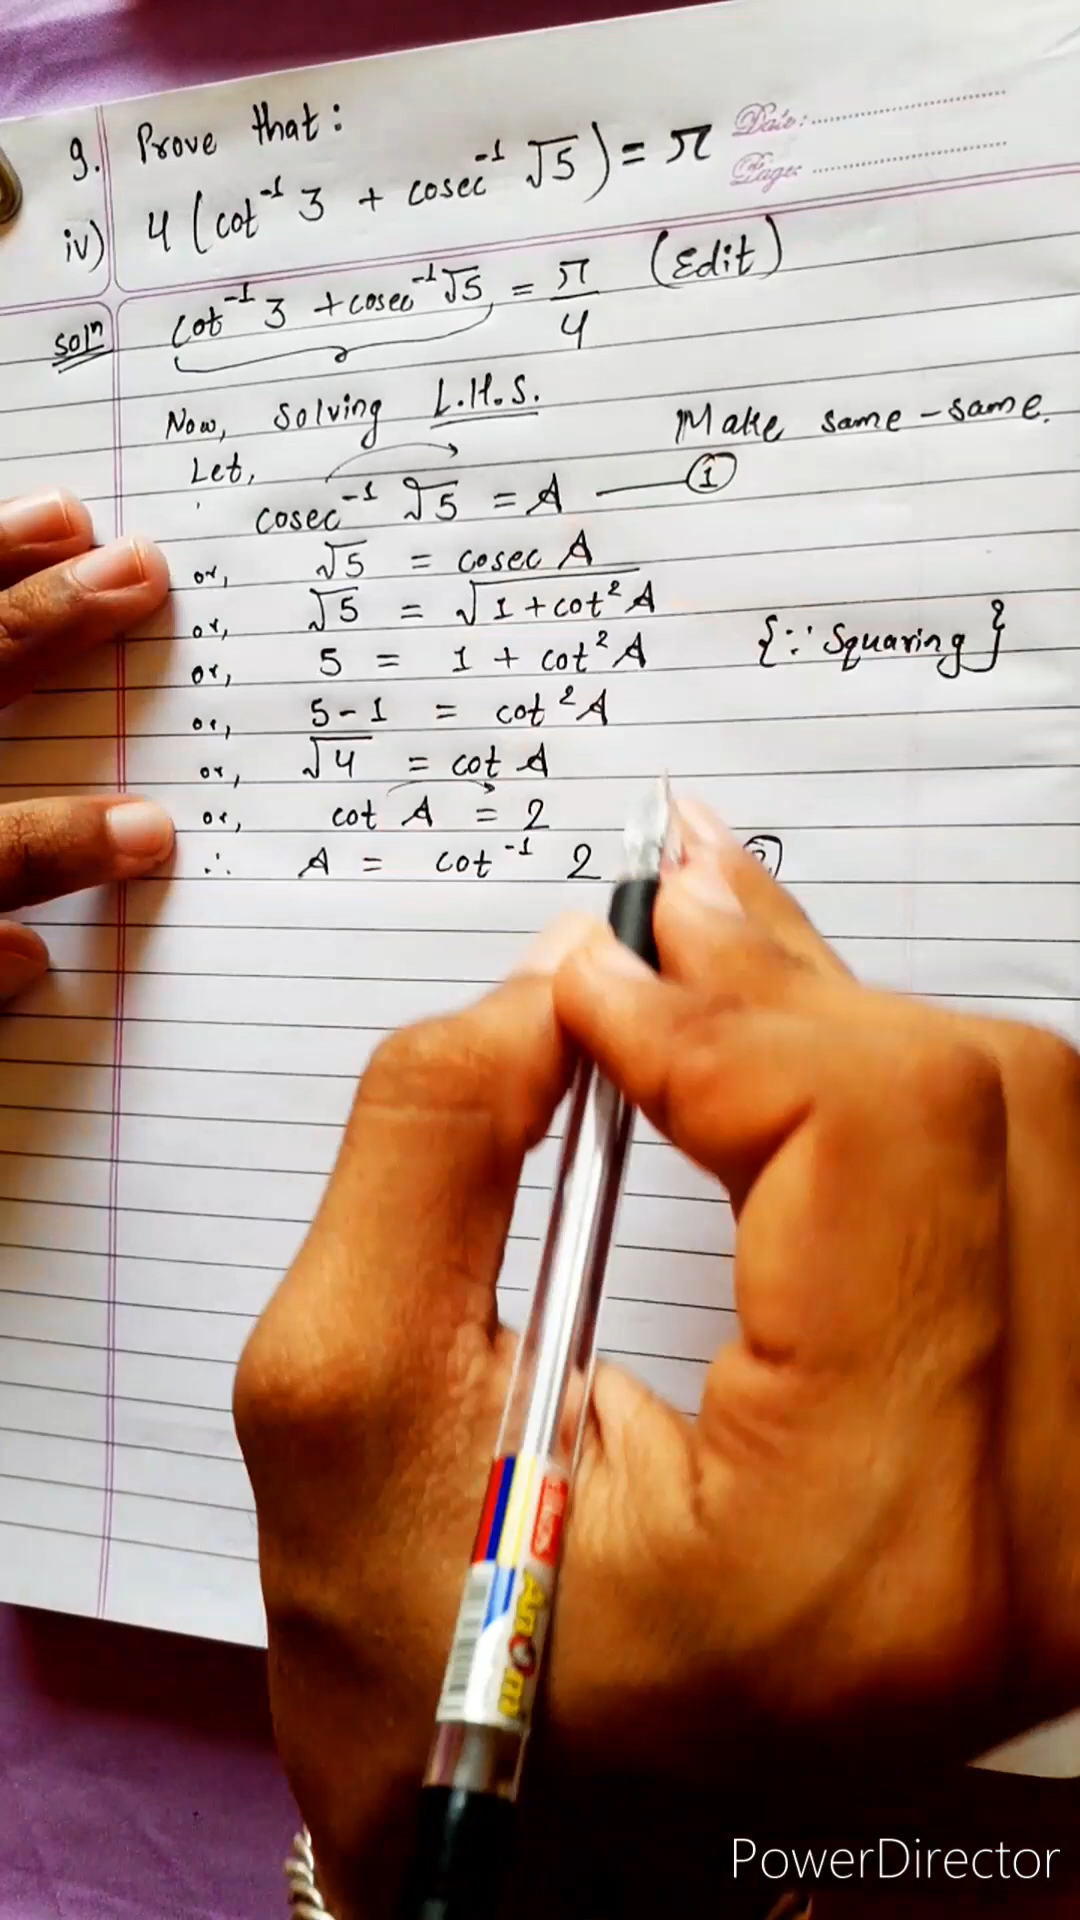 9. Prove that:
Date:
Page:
iv) 4 (cot⁻¹ 3 + cosec⁻¹ √5) = π
Solⁿ cot⁻¹ 3 + cosec⁻¹ √5 = π/4 (Edit)
Now, Solving L.H.S.
Make same-same.
Let,
cosec⁻¹ √5 = A — ①
or, √5 = cosec A
or, √5 = √1 + cot² A
or, 5 = 1 + cot² A {∵ Squaring}
or, 5 - 1 = cot² A
or, √4 = cot A
or, cot A = 2
∴ A = cot⁻¹ 2
PowerDirector